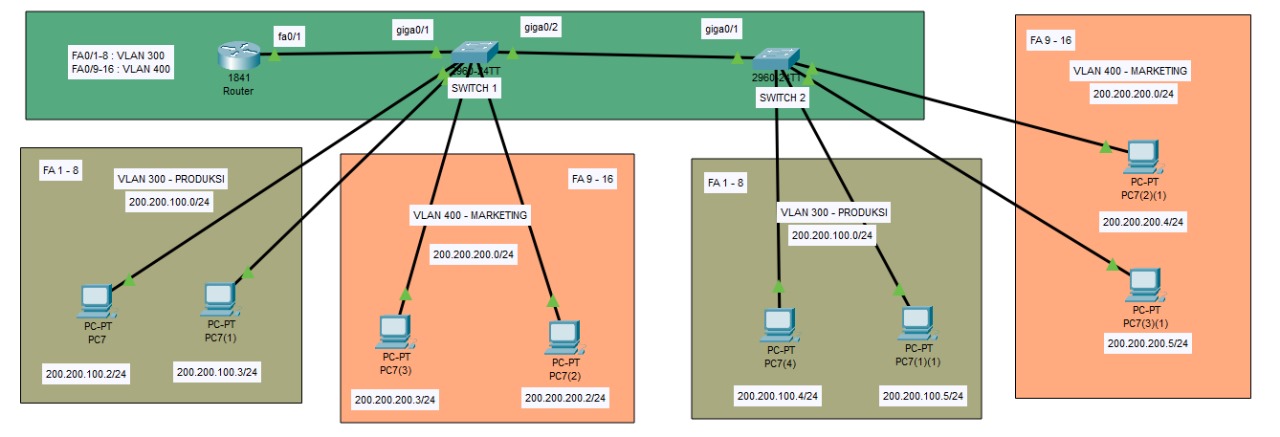 FA0/1-8 : VLAN 300
FA0/9-16 : VLAN 400
fa0/1
1841
Router
giga0/1
giga0/2
2960-24TT
SWITCH 1
giga0/1
2960-24TT
SWITCH 2
FA 1 - 8
VLAN 300 - PRODUKSI
200.200.100.0/24
PC-PT
PC7
200.200.100.2/24
PC-PT
PC7(1)
200.200.100.3/24
FA 9 - 16
VLAN 400 - MARKETING
200.200.200.0/24
PC-PT
PC7(3)
200.200.200.3/24
PC-PT
PC7(2)
200.200.200.2/24
FA 1 - 8
VLAN 300 - PRODUKSI
200.200.100.0/24
PC-PT
PC7(4)
200.200.100.4/24
PC-PT
PC7(1)(1)
200.200.100.5/24
FA 9 - 16
VLAN 400 - MARKETING
200.200.200.0/24
PC-PT
PC7(2)(1)
200.200.200.4/24
PC-PT
PC7(3)(1)
200.200.200.5/24